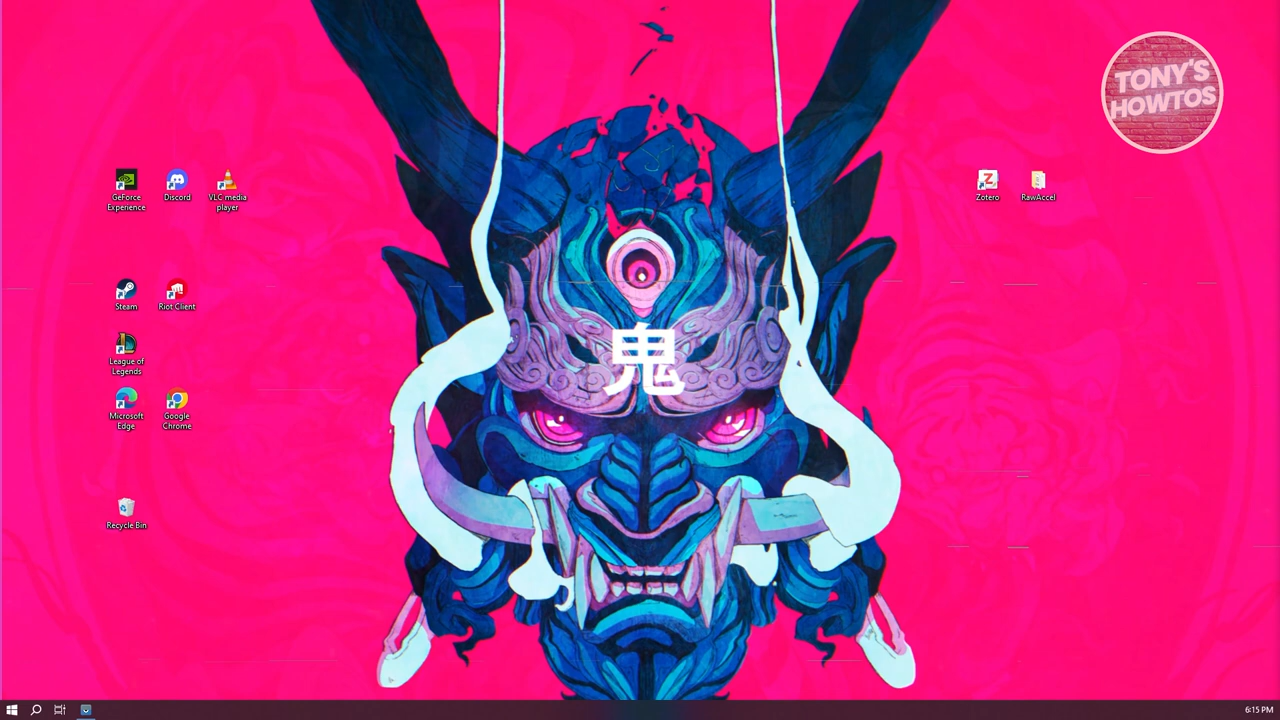 TONY'S
HOWTOS
GeForce
Experience
Discord
VLC media
player
Zotero
RawAccel
Steam
Riot Client
鬼
League of
Legends
Microsoft
Edge
Google
Chrome
Recycle Bin
6:15 PM